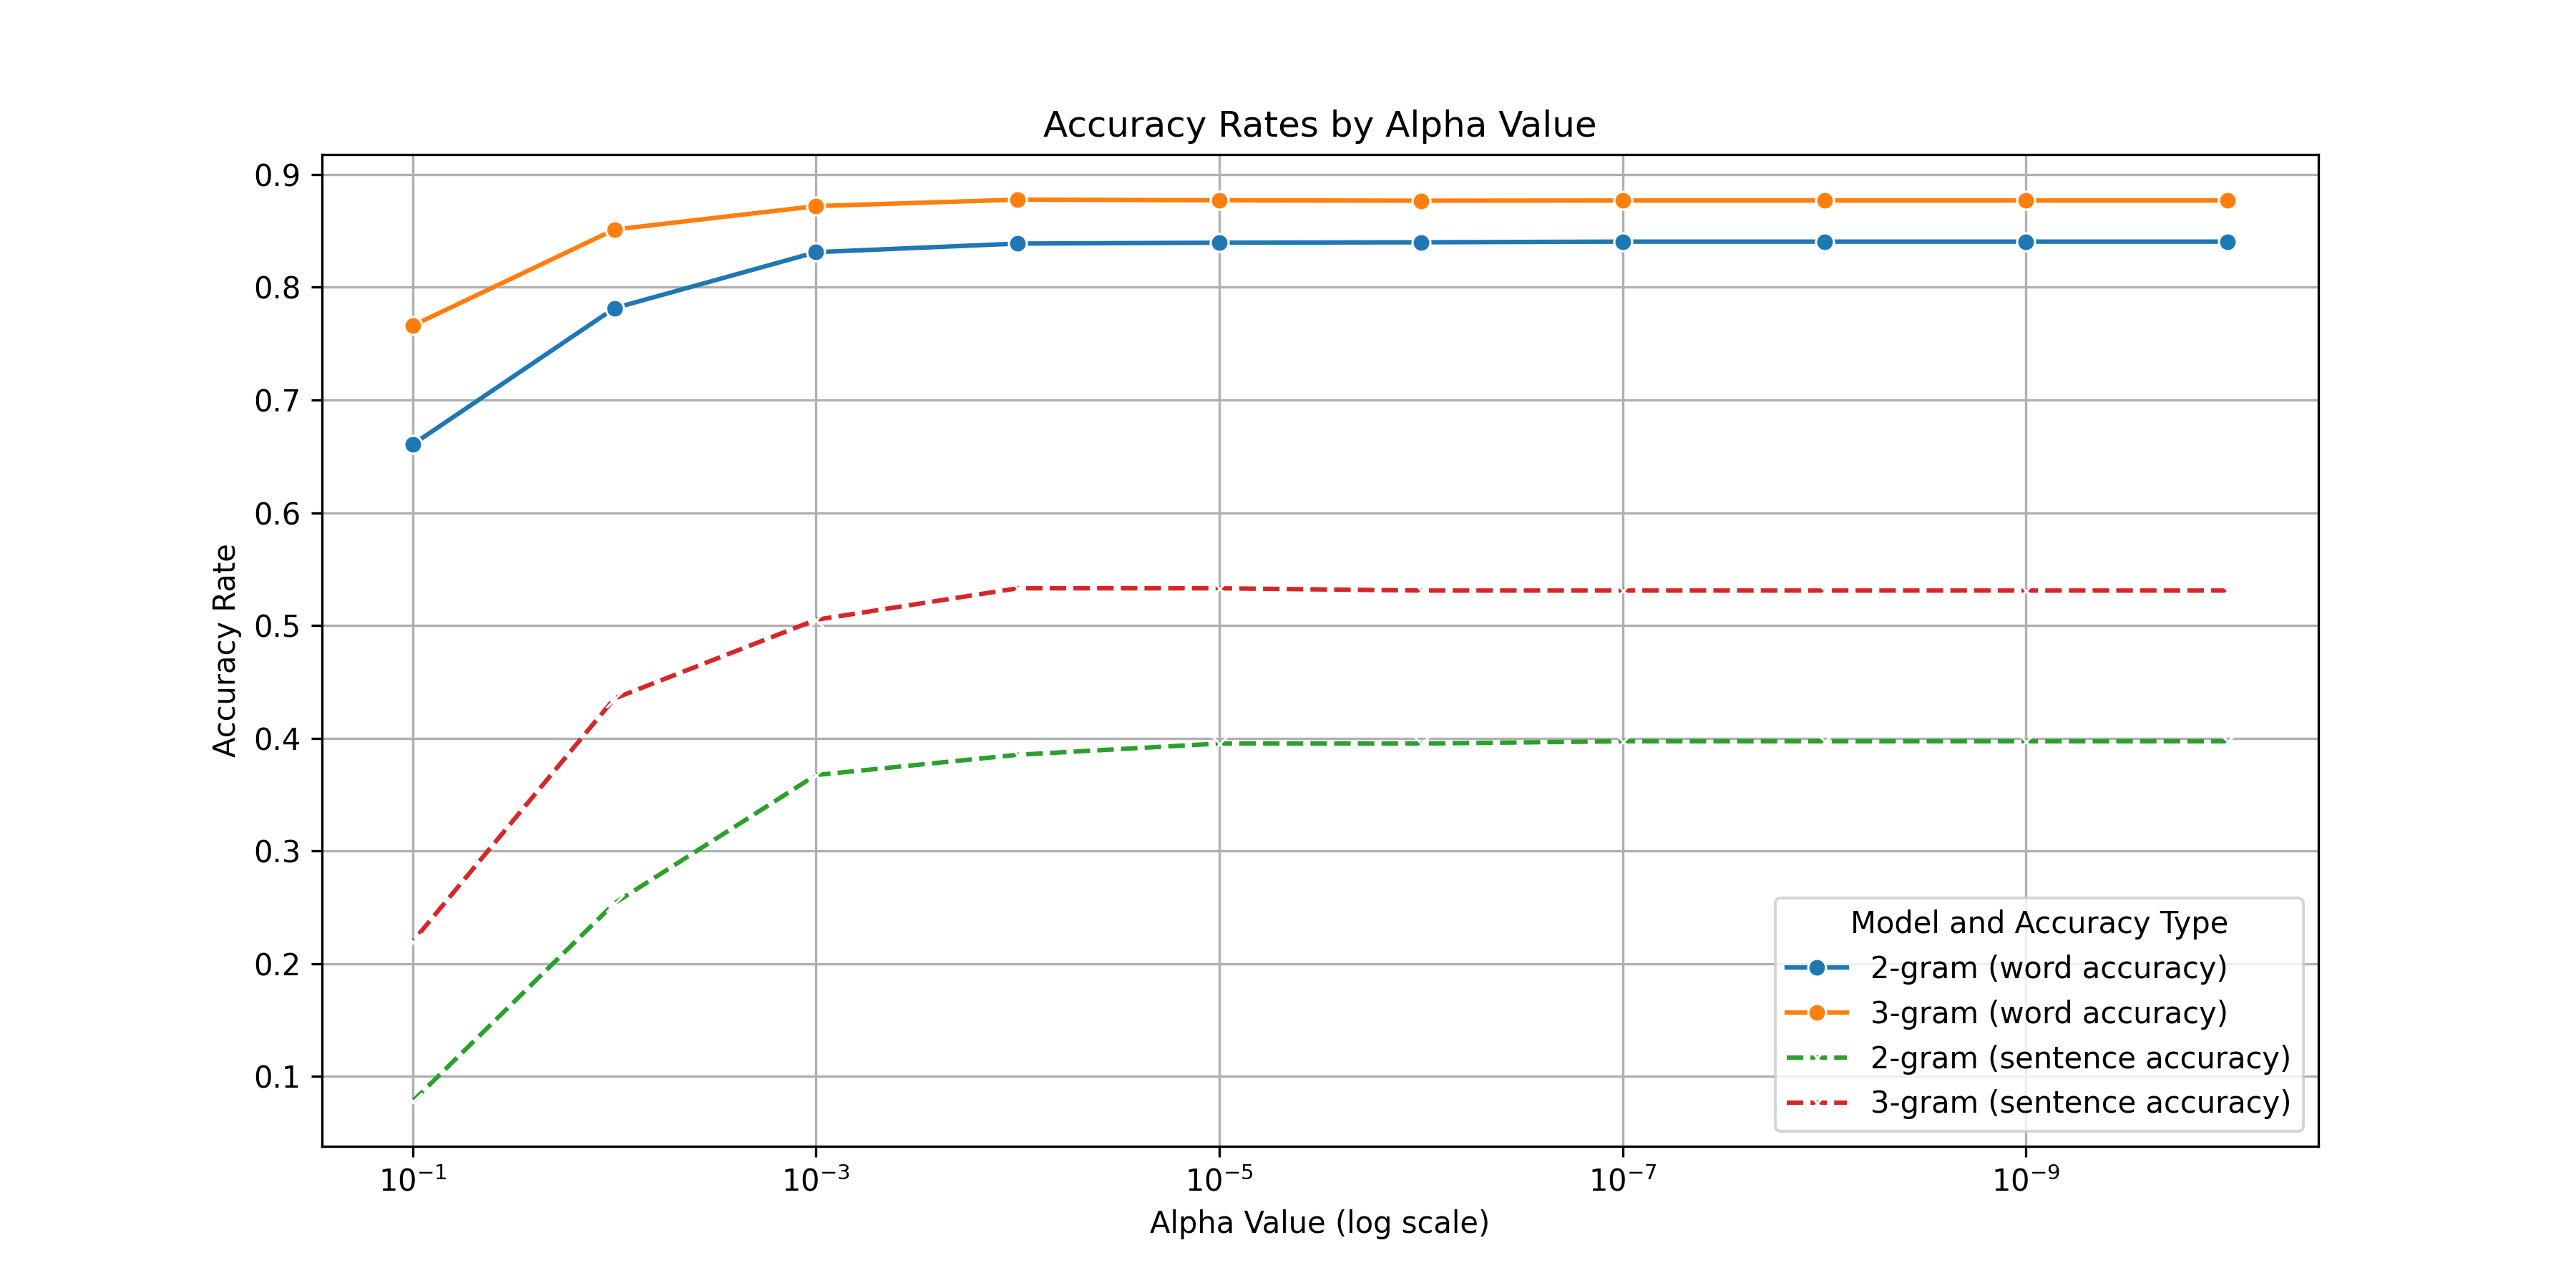 Accuracy Rates by Alpha Value
0.9
0.8
0.7
0.6
0.5
0.4
0.3
0.2
0.1
Accuracy Rate
10⁻¹ 10⁻³ 10⁻⁵ 10⁻⁷ 10⁻⁹
Alpha Value (log scale)
Model and Accuracy Type
2-gram (word accuracy)
3-gram (word accuracy)
2-gram (sentence accuracy)
3-gram (sentence accuracy)